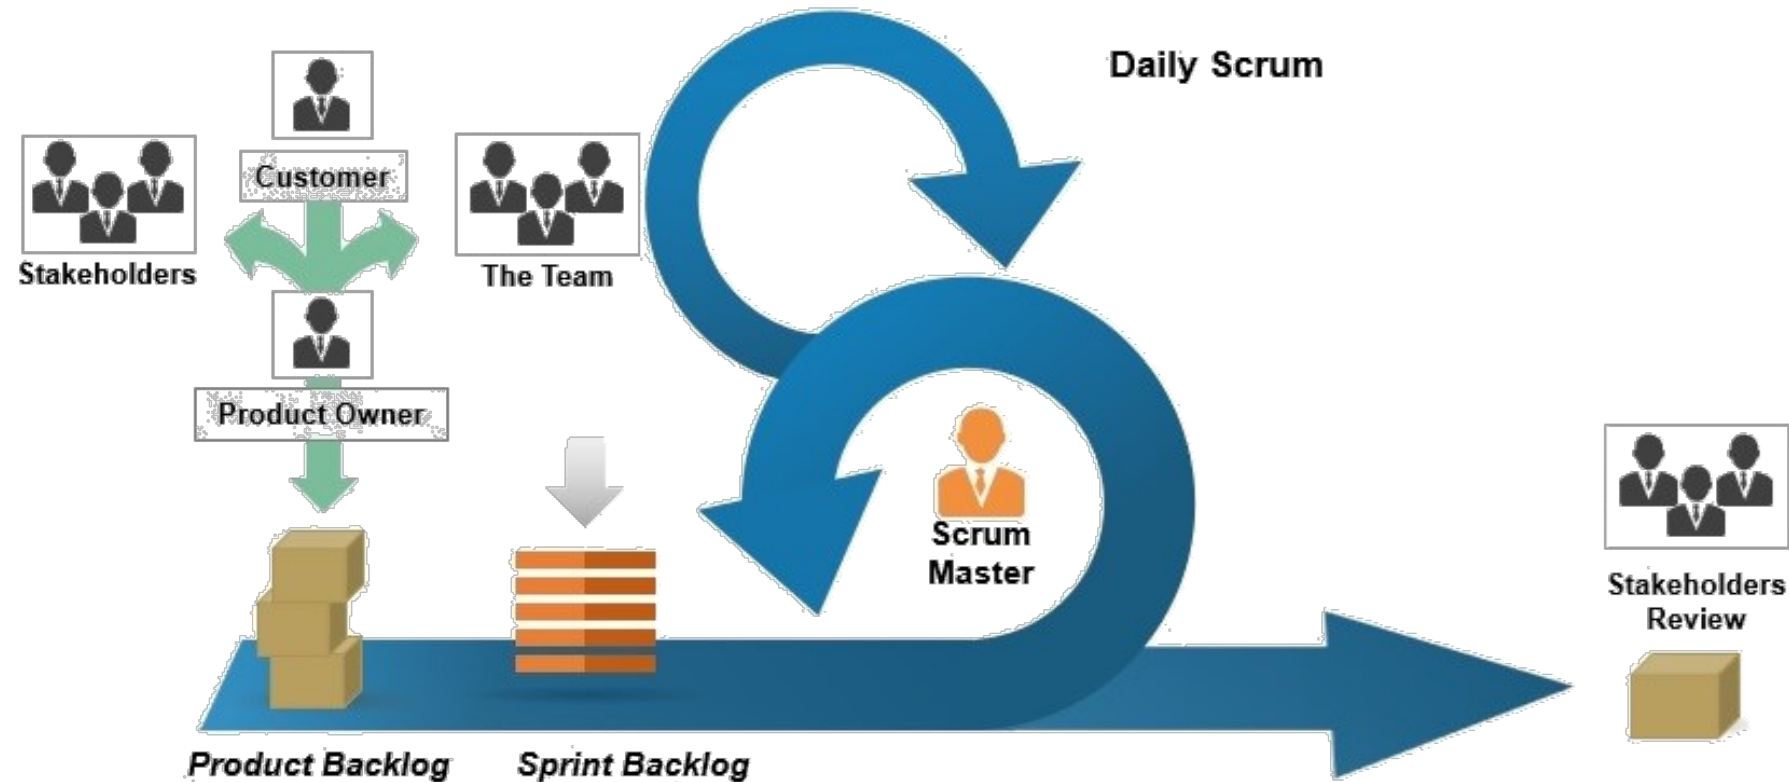 Daily Scrum
Customer
Stakeholders
The Team
Product Owner
Scrum
Master
Stakeholders
Review
Product Backlog
Sprint Backlog